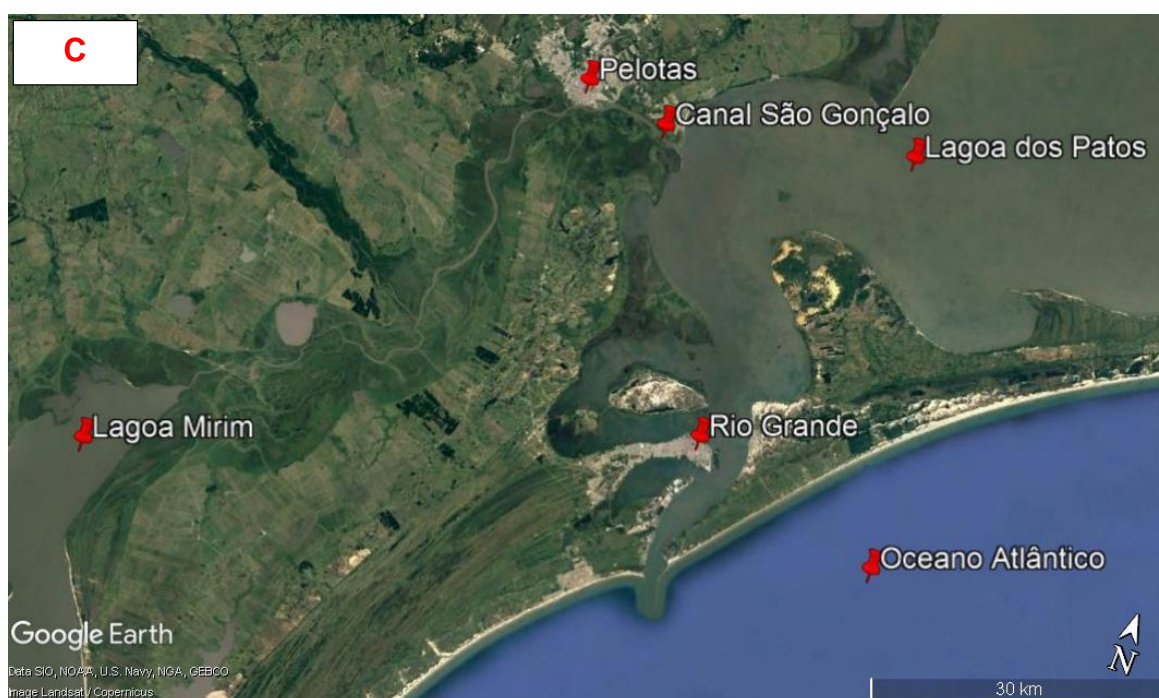 C
Pelotas
Canal São Gonçalo
Lagoa dos Patos
Lagoa Mirim
Rio Grande
Oceano Atlântico
Google Earth
N
Data SIO, NOAA, U.S. Navy, NGA, GEBCO
Image Landsat / Copernicus
30 km